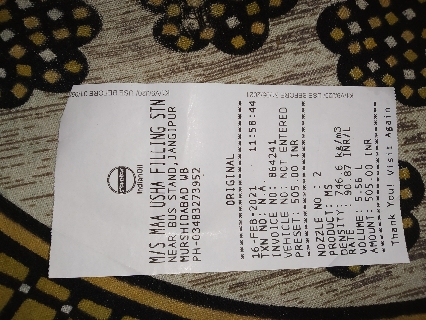 IndianOil
M/S MAA USHA FILLING STN
NEAR BUS STAND,JANGIPUR
MURSHIDABAD WB
PH-03483273952
ORIGINAL
16-FEB-2021 11:58:44
TXN NO: N.A.
INVOICE NO: 864241
VEHICLE NO: NOT ENTERED
PRESET: 505.00 INR
NOZZLE NO : 2
PRODUCT: MS
DENSITY: 746.6 kg/m3
RATE: 90.87 INR/L
VOLUME: 5.56 L
AMOUNT: 505.00 INR
Thank You! Visit Again